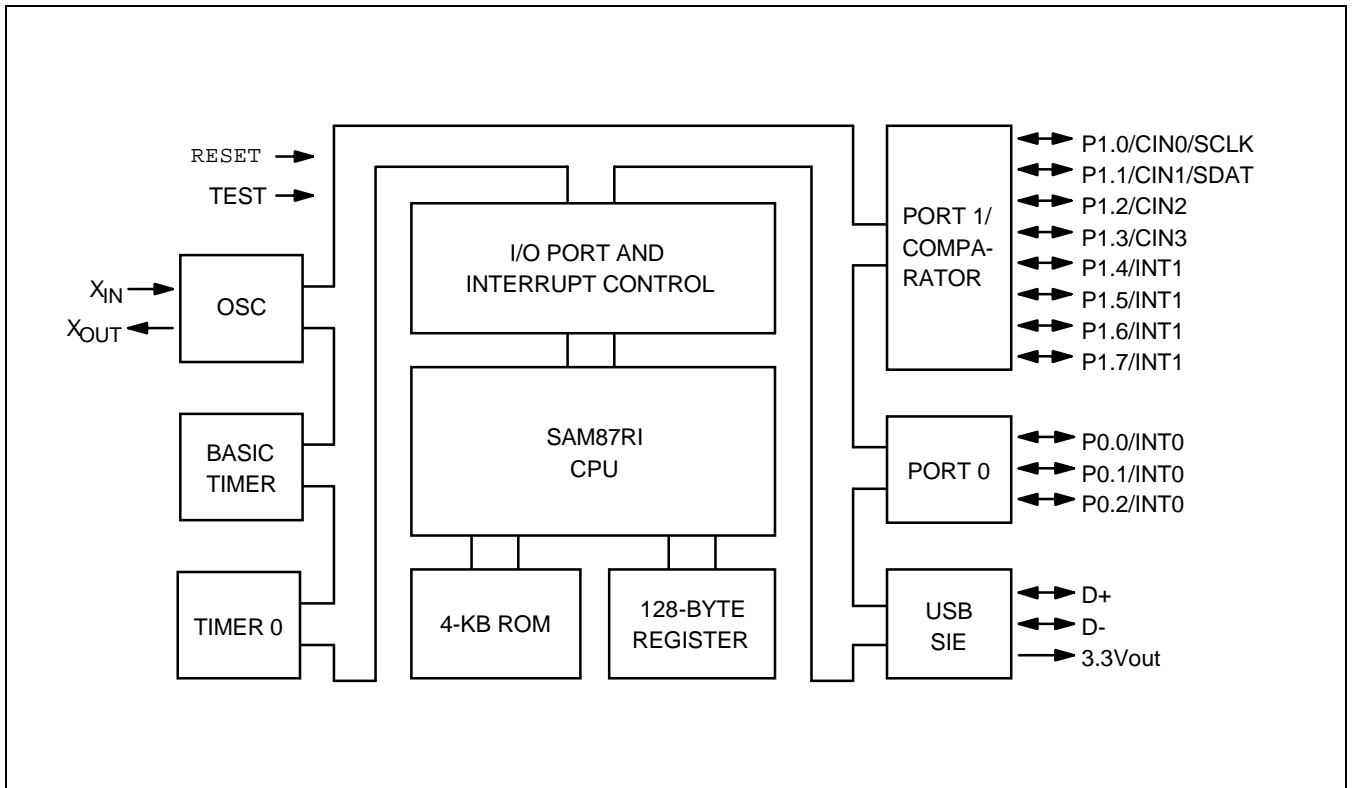 RESET
TEST
XIN
XOUT
OSC
BASIC
TIMER
TIMER 0
I/O PORT AND
INTERRUPT CONTROL
SAM87RI
CPU
4-KB ROM
128-BYTE
REGISTER
PORT 1/
COMPA-
RATOR
P1.0/CIN0/SCLK
P1.1/CIN1/SDAT
P1.2/CIN2
P1.3/CIN3
P1.4/INT1
P1.5/INT1
P1.6/INT1
P1.7/INT1
PORT 0
P0.0/INT0
P0.1/INT0
P0.2/INT0
USB
SIE
D+
D-
3.3Vout